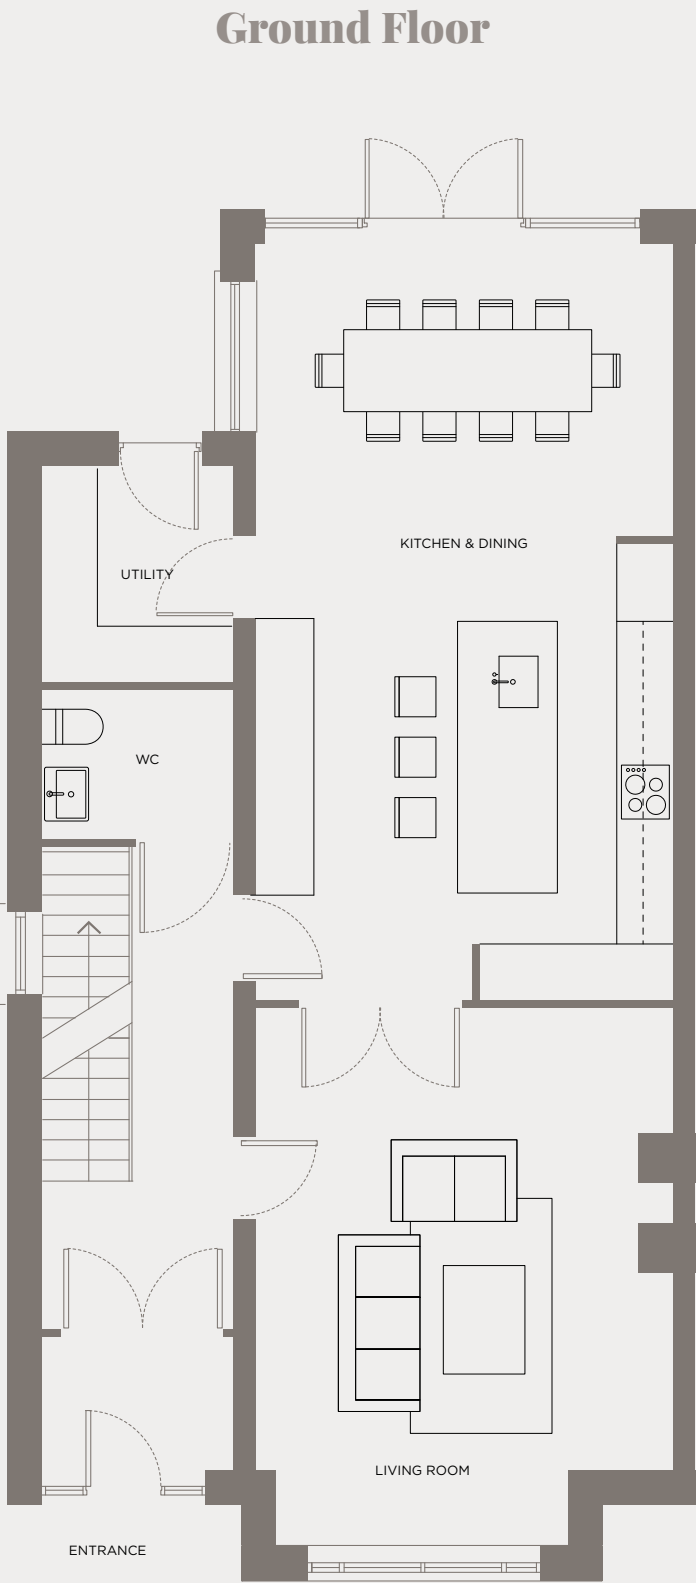 Ground Floor
KITCHEN & DINING
UTILITY
WC
LIVING ROOM
ENTRANCE